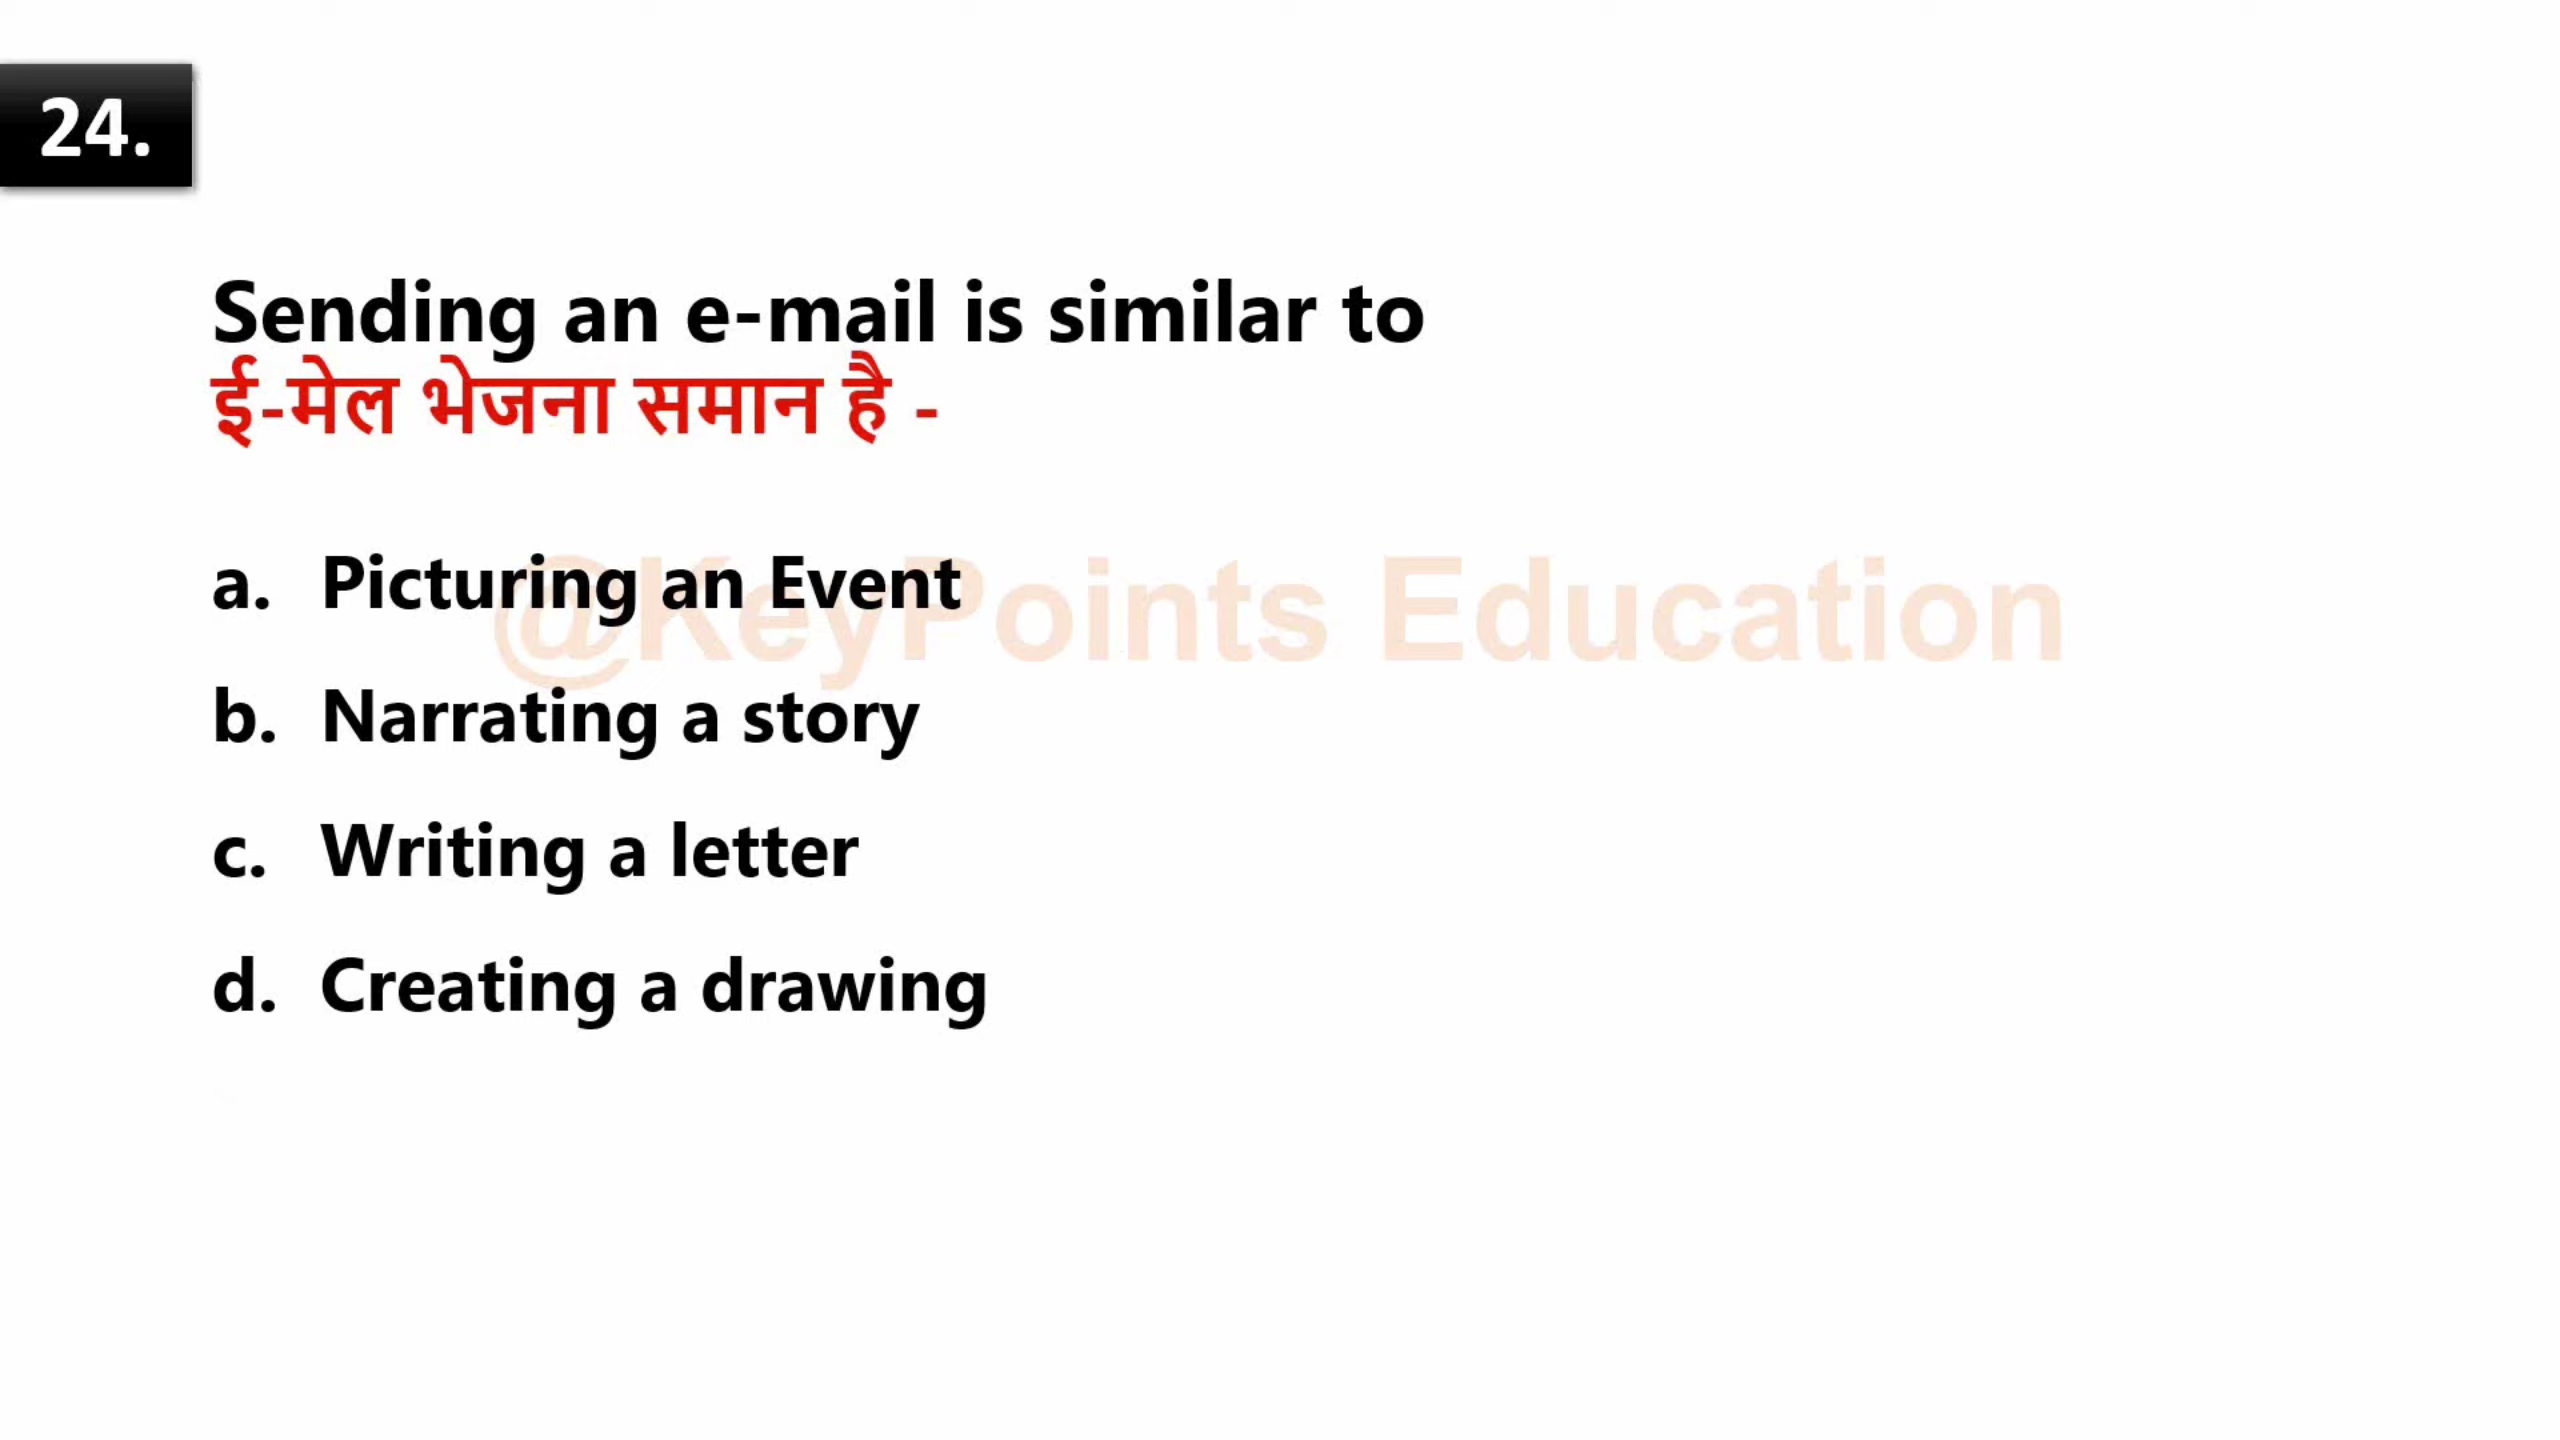 24.
Sending an e-mail is similar to
ई-मेल भेजना समान है -
a. Picturing an Event
@KeyPoints Education
b. Narrating a story
c. Writing a letter
d. Creating a drawing